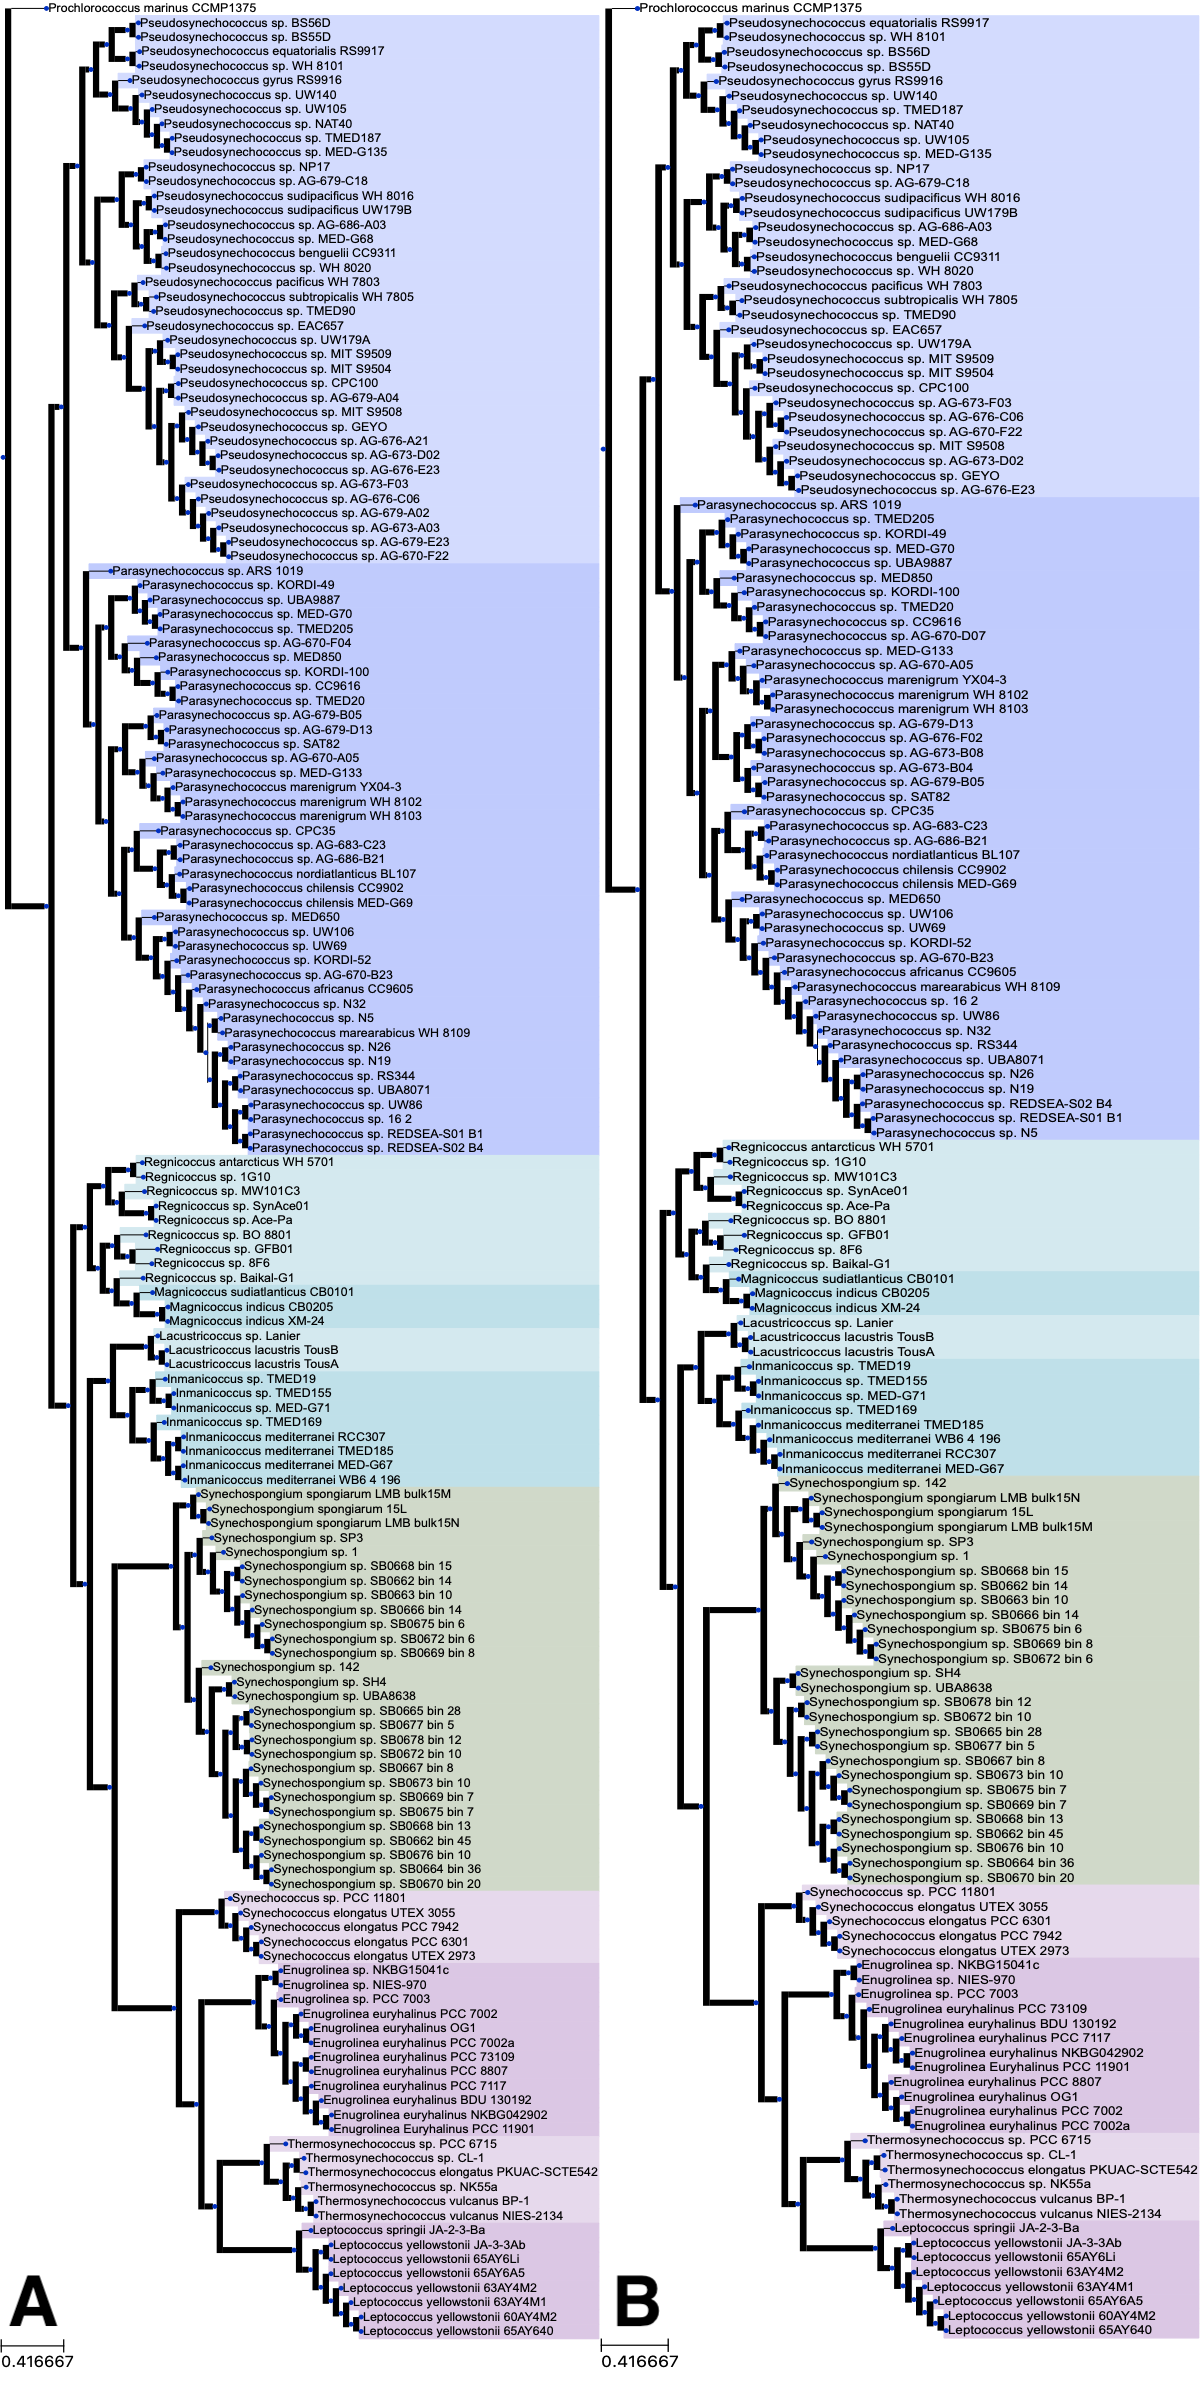 Prochlorococcus marinus CCMP1375
Pseudosynechococcus sp. BS56D
Pseudosynechococcus sp. BS55D
Pseudosynechococcus equatorialis RS9917
Pseudosynechococcus sp. WH 8101
Pseudosynechococcus gyrus RS9916
Pseudosynechococcus sp. UW140
Pseudosynechococcus sp. UW105
Pseudosynechococcus sp. NAT40
Pseudosynechococcus sp. TMED187
Pseudosynechococcus sp. MED-G135
Pseudosynechococcus sp. NP17
Pseudosynechococcus sp. AG-679-C18
Pseudosynechococcus sudipacificus WH 8016
Pseudosynechococcus sudipacificus UW179B
Pseudosynechococcus sp. AG-686-A03
Pseudosynechococcus sp. MED-G68
Pseudosynechococcus benguelii CC9311
Pseudosynechococcus sp. WH 8020
Pseudosynechococcus pacificus WH 7803
Pseudosynechococcus subtropicalis WH 7805
Pseudosynechococcus sp. TMED90
Pseudosynechococcus sp. EAC657
Pseudosynechococcus sp. UW179A
Pseudosynechococcus sp. MIT S9509
Pseudosynechococcus sp. MIT S9504
Pseudosynechococcus sp. CPC100
Pseudosynechococcus sp. AG-679-A04
Pseudosynechococcus sp. MIT S9508
Pseudosynechococcus sp. GEYO
Pseudosynechococcus sp. AG-676-A21
Pseudosynechococcus sp. AG-673-D02
Pseudosynechococcus sp. AG-676-E23
Pseudosynechococcus sp. AG-673-F03
Pseudosynechococcus sp. AG-676-C06
Pseudosynechococcus sp. AG-679-A02
Pseudosynechococcus sp. AG-673-A03
Pseudosynechococcus sp. AG-679-E23
Pseudosynechococcus sp. AG-670-F22
Parasynechococcus sp. ARS 1019
Parasynechococcus sp. KORDI-49
Parasynechococcus sp. UBA9887
Parasynechococcus sp. MED-G70
Parasynechococcus sp. TMED205
Parasynechococcus sp. AG-670-F04
Parasynechococcus sp. MED850
Parasynechococcus sp. KORDI-100
Parasynechococcus sp. CC9616
Parasynechococcus sp. TMED20
Parasynechococcus sp. AG-679-B05
Parasynechococcus sp. AG-679-D13
Parasynechococcus sp. SAT82
Parasynechococcus sp. AG-670-A05
Parasynechococcus sp. MED-G133
Parasynechococcus marenigrum YX04-3
Parasynechococcus marenigrum WH 8102
Parasynechococcus marenigrum WH 8103
Parasynechococcus sp. CPC35
Parasynechococcus sp. AG-683-C23
Parasynechococcus sp. AG-686-B21
Parasynechococcus nordiatlanticus BL107
Parasynechococcus chilensis CC9902
Parasynechococcus chilensis MED-G69
Parasynechococcus sp. MED650
Parasynechococcus sp. UW106
Parasynechococcus sp. UW69
Parasynechococcus sp. KORDI-52
Parasynechococcus sp. AG-670-B23
Parasynechococcus africanus CC9605
Parasynechococcus sp. N32
Parasynechococcus sp. N5
Parasynechococcus marearabicus WH 8109
Parasynechococcus sp. N26
Parasynechococcus sp. N19
Parasynechococcus sp. RS344
Parasynechococcus sp. UBA8071
Parasynechococcus sp. UW86
Parasynechococcus sp. 16 2
Parasynechococcus sp. REDSEA-S01 B1
Parasynechococcus sp. REDSEA-S02 B4
Regnicoccus antarcticus WH 5701
Regnicoccus sp. 1G10
Regnicoccus sp. MW101C3
Regnicoccus sp. SynAce01
Regnicoccus sp. Ace-Pa
Regnicoccus sp. BO 8801
Regnicoccus sp. GFB01
Regnicoccus sp. 8F6
Regnicoccus sp. Baikal-G1
Magnicoccus sudiatlanticus CB0101
Magnicoccus indicus CB0205
Magnicoccus indicus XM-24
Lacustricoccus sp. Lanier
Lacustricoccus lacustris TousB
Lacustricoccus lacustris TousA
Inmanicoccus sp. TMED19
Inmanicoccus sp. TMED155
Inmanicoccus sp. MED-G71
Inmanicoccus sp. TMED169
Inmanicoccus mediterranei RCC307
Inmanicoccus mediterranei TMED185
Inmanicoccus mediterranei MED-G67
Inmanicoccus mediterranei WB6 4 196
Synechospongium spongiarum LMB bulk15M
Synechospongium spongiarum 15L
Synechospongium spongiarum LMB bulk15N
Synechospongium sp. SP3
Synechospongium sp. 1
Synechospongium sp. SB0668 bin 15
Synechospongium sp. SB0662 bin 14
Synechospongium sp. SB0663 bin 10
Synechospongium sp. SB0666 bin 14
Synechospongium sp. SB0675 bin 6
Synechospongium sp. SB0672 bin 6
Synechospongium sp. SB0669 bin 8
Synechospongium sp. 142
Synechospongium sp. SH4
Synechospongium sp. UBA8638
Synechospongium sp. SB0665 bin 28
Synechospongium sp. SB0677 bin 5
Synechospongium sp. SB0678 bin 12
Synechospongium sp. SB0672 bin 10
Synechospongium sp. SB0667 bin 8
Synechospongium sp. SB0673 bin 10
Synechospongium sp. SB0669 bin 7
Synechospongium sp. SB0675 bin 7
Synechospongium sp. SB0668 bin 13
Synechospongium sp. SB0662 bin 45
Synechospongium sp. SB0676 bin 10
Synechospongium sp. SB0664 bin 36
Synechospongium sp. SB0670 bin 20
Synechococcus sp. PCC 11801
Synechococcus elongatus UTEX 3055
Synechococcus elongatus PCC 7942
Synechococcus elongatus PCC 6301
Synechococcus elongatus UTEX 2973
Enugrolinea sp. NKBG15041c
Enugrolinea sp. NIES-970
Enugrolinea sp. PCC 7003
Enugrolinea euryhalinus PCC 7002
Enugrolinea euryhalinus OG1
Enugrolinea euryhalinus PCC 7002a
Enugrolinea euryhalinus PCC 73109
Enugrolinea euryhalinus PCC 8807
Enugrolinea euryhalinus PCC 7117
Enugrolinea euryhalinus BDU 130192
Enugrolinea euryhalinus NKBG042902
Enugrolinea Euryhalinus PCC 11901
Thermosynechococcus sp. PCC 6715
Thermosynechococcus sp. CL-1
Thermosynechococcus elongatus PKUAC-SCTE542
Thermosynechococcus sp. NK55a
Thermosynechococcus vulcanus BP-1
Thermosynechococcus vulcanus NIES-2134
Leptococcus springii JA-2-3-Ba
Leptococcus yellowstonii JA-3-3Ab
Leptococcus yellowstonii 65AY6Li
Leptococcus yellowstonii 65AY6A5
Leptococcus yellowstonii 63AY4M2
Leptococcus yellowstonii 63AY4M1
Leptococcus yellowstonii 60AY4M2
Leptococcus yellowstonii 65AY640
A
0.416667
Prochlorococcus marinus CCMP1375
Pseudosynechococcus equatorialis RS9917
Pseudosynechococcus sp. WH 8101
Pseudosynechococcus sp. BS56D
Pseudosynechococcus sp. BS55D
Pseudosynechococcus gyrus RS9916
Pseudosynechococcus sp. UW140
Pseudosynechococcus sp. TMED187
Pseudosynechococcus sp. NAT40
Pseudosynechococcus sp. UW105
Pseudosynechococcus sp. MED-G135
Pseudosynechococcus sp. NP17
Pseudosynechococcus sp. AG-679-C18
Pseudosynechococcus sudipacificus WH 8016
Pseudosynechococcus sudipacificus UW179B
Pseudosynechococcus sp. AG-686-A03
Pseudosynechococcus sp. MED-G68
Pseudosynechococcus benguelii CC9311
Pseudosynechococcus sp. WH 8020
Pseudosynechococcus pacificus WH 7803
Pseudosynechococcus subtropicalis WH 7805
Pseudosynechococcus sp. TMED90
Pseudosynechococcus sp. EAC657
Pseudosynechococcus sp. UW179A
Pseudosynechococcus sp. MIT S9509
Pseudosynechococcus sp. MIT S9504
Pseudosynechococcus sp. CPC100
Pseudosynechococcus sp. AG-673-F03
Pseudosynechococcus sp. AG-676-C06
Pseudosynechococcus sp. AG-670-F22
Pseudosynechococcus sp. MIT S9508
Pseudosynechococcus sp. AG-673-D02
Pseudosynechococcus sp. GEYO
Pseudosynechococcus sp. AG-676-E23
Parasynechococcus sp. ARS 1019
Parasynechococcus sp. TMED205
Parasynechococcus sp. KORDI-49
Parasynechococcus sp. MED-G70
Parasynechococcus sp. UBA9887
Parasynechococcus sp. MED850
Parasynechococcus sp. KORDI-100
Parasynechococcus sp. TMED20
Parasynechococcus sp. CC9616
Parasynechococcus sp. AG-670-D07
Parasynechococcus sp. MED-G133
Parasynechococcus sp. AG-670-A05
Parasynechococcus marenigrum YX04-3
Parasynechococcus marenigrum WH 8102
Parasynechococcus marenigrum WH 8103
Parasynechococcus sp. AG-679-D13
Parasynechococcus sp. AG-676-F02
Parasynechococcus sp. AG-673-B08
Parasynechococcus sp. AG-673-B04
Parasynechococcus sp. AG-679-B05
Parasynechococcus sp. SAT82
Parasynechococcus sp. CPC35
Parasynechococcus sp. AG-683-C23
Parasynechococcus sp. AG-686-B21
Parasynechococcus nordiatlanticus BL107
Parasynechococcus chilensis CC9902
Parasynechococcus chilensis MED-G69
Parasynechococcus sp. MED650
Parasynechococcus sp. UW106
Parasynechococcus sp. UW69
Parasynechococcus sp. KORDI-52
Parasynechococcus sp. AG-670-B23
Parasynechococcus africanus CC9605
Parasynechococcus marearabicus WH 8109
Parasynechococcus sp. 16 2
Parasynechococcus sp. UW86
Parasynechococcus sp. N32
Parasynechococcus sp. RS344
Parasynechococcus sp. UBA8071
Parasynechococcus sp. N26
Parasynechococcus sp. N19
Parasynechococcus sp. REDSEA-S02 B4
Parasynechococcus sp. REDSEA-S01 B1
Parasynechococcus sp. N5
Regnicoccus antarcticus WH 5701
Regnicoccus sp. 1G10
Regnicoccus sp. MW101C3
Regnicoccus sp. SynAce01
Regnicoccus sp. Ace-Pa
Regnicoccus sp. BO 8801
Regnicoccus sp. GFB01
Regnicoccus sp. 8F6
Regnicoccus sp. Baikal-G1
Magnicoccus sudiatlanticus CB0101
Magnicoccus indicus CB0205
Magnicoccus indicus XM-24
Lacustricoccus sp. Lanier
Lacustricoccus lacustris TousB
Lacustricoccus lacustris TousA
Inmanicoccus sp. TMED19
Inmanicoccus sp. TMED155
Inmanicoccus sp. MED-G71
Inmanicoccus sp. TMED169
Inmanicoccus mediterranei TMED185
Inmanicoccus mediterranei WB6 4 196
Inmanicoccus mediterranei RCC307
Inmanicoccus mediterranei MED-G67
Synechospongium sp. 142
Synechospongium spongiarum LMB bulk15N
Synechospongium spongiarum 15L
Synechospongium spongiarum LMB bulk15M
Synechospongium sp. SP3
Synechospongium sp. 1
Synechospongium sp. SB0668 bin 15
Synechospongium sp. SB0662 bin 14
Synechospongium sp. SB0663 bin 10
Synechospongium sp. SB0666 bin 14
Synechospongium sp. SB0675 bin 6
Synechospongium sp. SB0669 bin 8
Synechospongium sp. SB0672 bin 6
Synechospongium sp. SH4
Synechospongium sp. UBA8638
Synechospongium sp. SB0678 bin 12
Synechospongium sp. SB0672 bin 10
Synechospongium sp. SB0665 bin 28
Synechospongium sp. SB0677 bin 5
Synechospongium sp. SB0667 bin 8
Synechospongium sp. SB0673 bin 10
Synechospongium sp. SB0675 bin 7
Synechospongium sp. SB0669 bin 7
Synechospongium sp. SB0668 bin 13
Synechospongium sp. SB0662 bin 45
Synechospongium sp. SB0676 bin 10
Synechospongium sp. SB0664 bin 36
Synechospongium sp. SB0670 bin 20
Synechococcus sp. PCC 11801
Synechococcus elongatus UTEX 3055
Synechococcus elongatus PCC 6301
Synechococcus elongatus PCC 7942
Synechococcus elongatus UTEX 2973
Enugrolinea sp. NKBG15041c
Enugrolinea sp. NIES-970
Enugrolinea sp. PCC 7003
Enugrolinea euryhalinus PCC 73109
Enugrolinea euryhalinus BDU 130192
Enugrolinea euryhalinus PCC 7117
Enugrolinea euryhalinus NKBG042902
Enugrolinea Euryhalinus PCC 11901
Enugrolinea euryhalinus PCC 8807
Enugrolinea euryhalinus OG1
Enugrolinea euryhalinus PCC 7002
Enugrolinea euryhalinus PCC 7002a
Thermosynechococcus sp. PCC 6715
Thermosynechococcus sp. CL-1
Thermosynechococcus elongatus PKUAC-SCTE542
Thermosynechococcus sp. NK55a
Thermosynechococcus vulcanus BP-1
Thermosynechococcus vulcanus NIES-2134
Leptococcus springii JA-2-3-Ba
Leptococcus yellowstonii JA-3-3Ab
Leptococcus yellowstonii 65AY6Li
Leptococcus yellowstonii 63AY4M2
Leptococcus yellowstonii 63AY4M1
Leptococcus yellowstonii 65AY6A5
Leptococcus yellowstonii 60AY4M2
Leptococcus yellowstonii 65AY640
B
0.416667